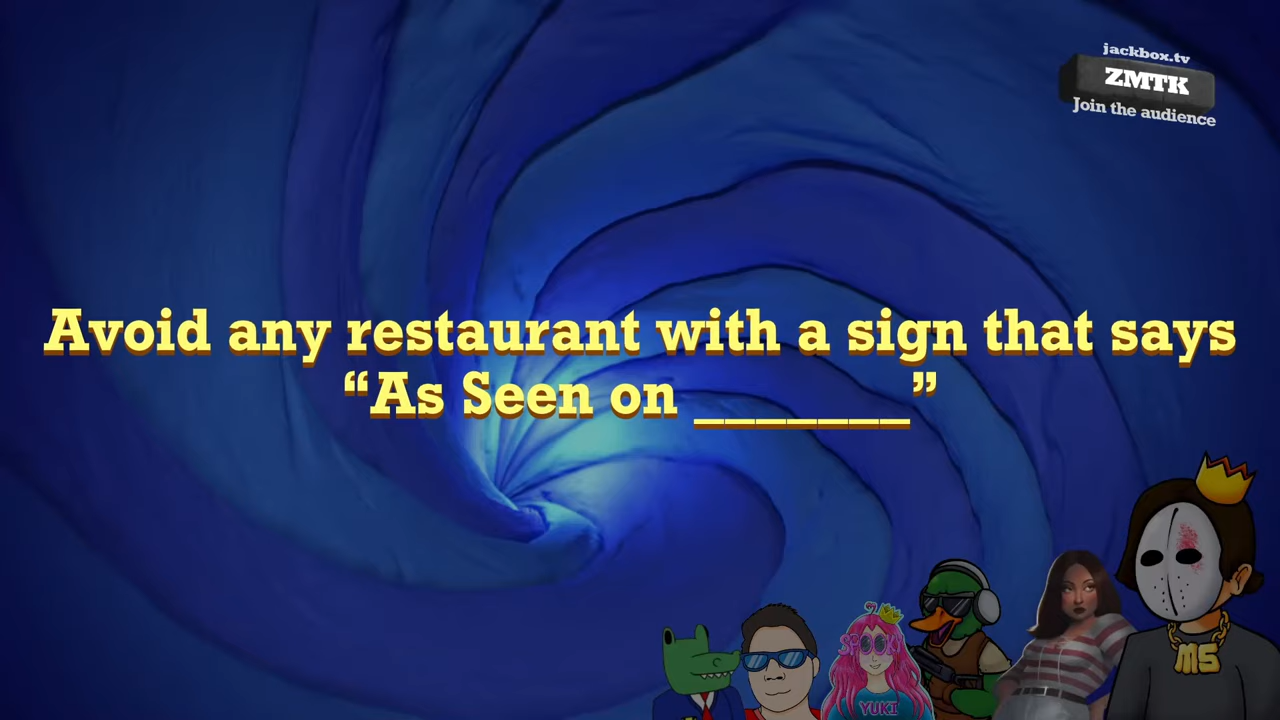 jackbox.tv
ZMTK
Join the audience
Avoid any restaurant with a sign that says
“As Seen on _______”
SPOOKY
YUKI
MS